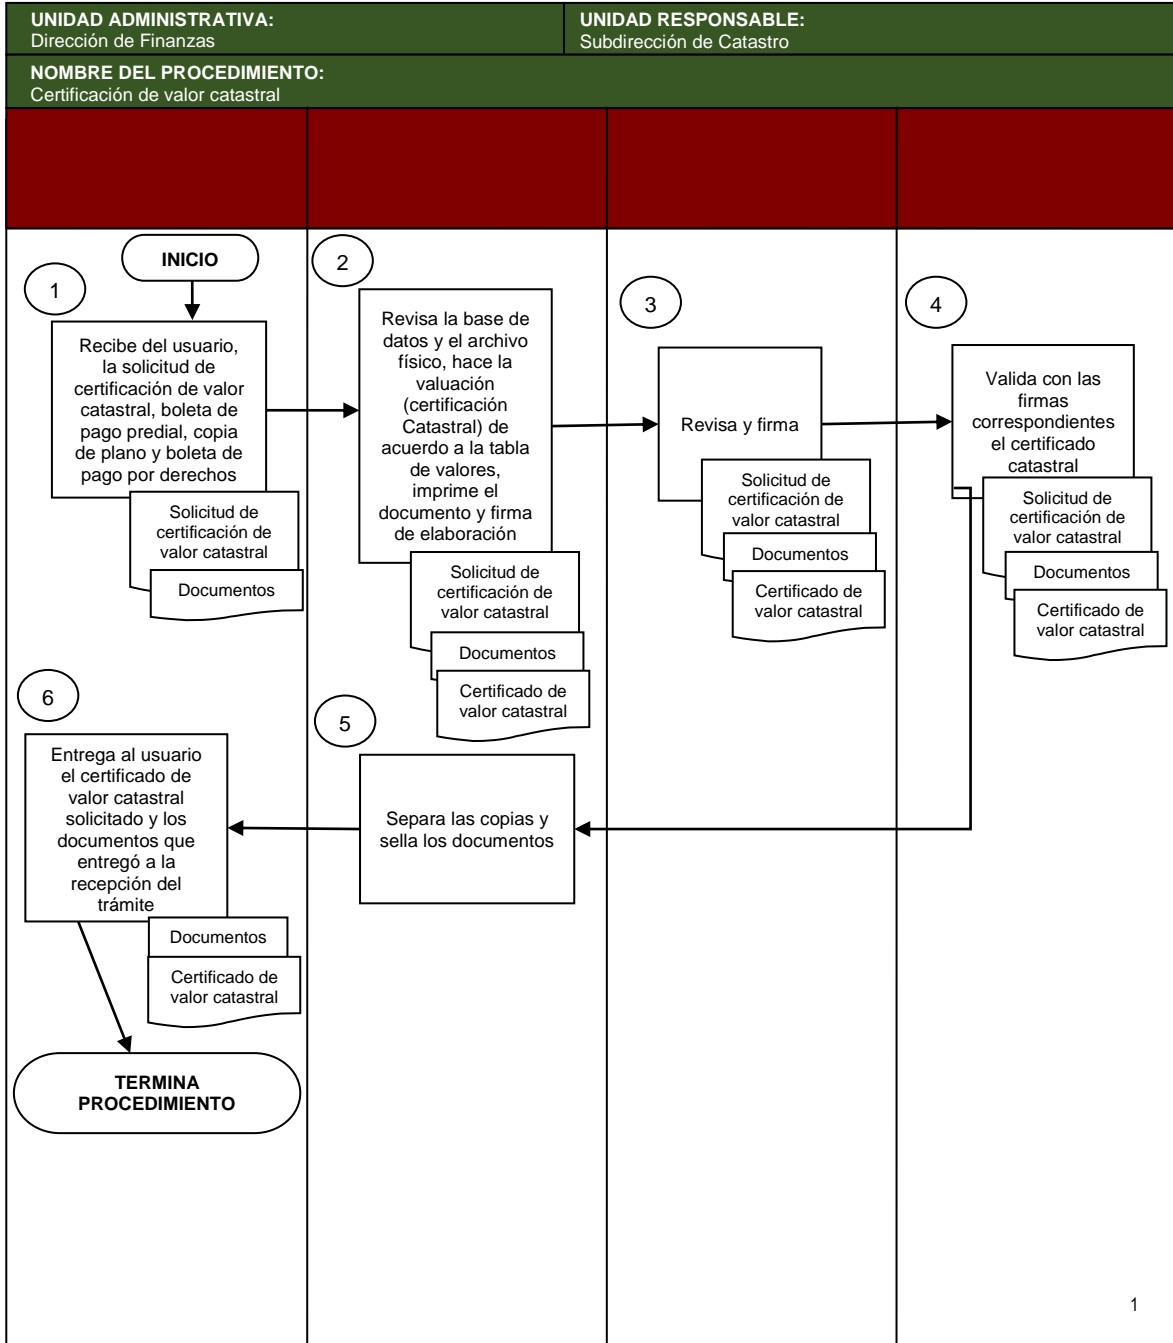 UNIDAD ADMINISTRATIVA:
Dirección de Finanzas
UNIDAD RESPONSABLE:
Subdirección de Catastro
NOMBRE DEL PROCEDIMIENTO:
Certificación de valor catastral
INICIO
1
Recibe del usuario,
la solicitud de
certificación de valor
catastral, boleta de
pago predial, copia
de plano y boleta de
pago por derechos
Solicitud de
certificación de
valor catastral
Documentos
2
Revisa la base de
datos y el archivo
físico, hace la
valuación
(certificación
Catastral) de
acuerdo a la tabla
de valores,
imprime el
documento y firma
de elaboración
Solicitud de
certificación de
valor catastral
Documentos
Certificado de
valor catastral
3
Revisa y firma
Solicitud de
certificación de
valor catastral
Documentos
Certificado de
valor catastral
4
Valida con las
firmas
correspondientes
el certificado
catastral
Solicitud de
certificación de
valor catastral
Documentos
Certificado de
valor catastral
5
Separa las copias y
sella los documentos
6
Entrega al usuario
el certificado de
valor catastral
solicitado y los
documentos que
entregó a la
recepción del
trámite
Documentos
Certificado de
valor catastral
TERMINA
PROCEDIMIENTO
1